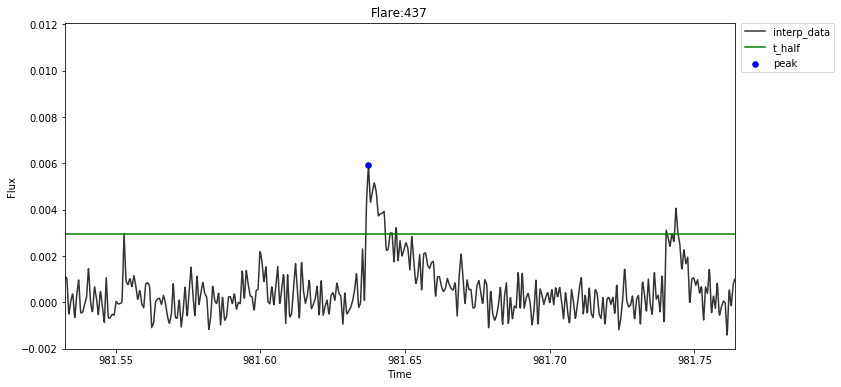 Flare:437
0.012
0.010
0.008
0.006
0.004
0.002
0.000
−0.002
Flux
981.55
981.60
981.65
981.70
981.75
Time
interp_data
t_half
peak